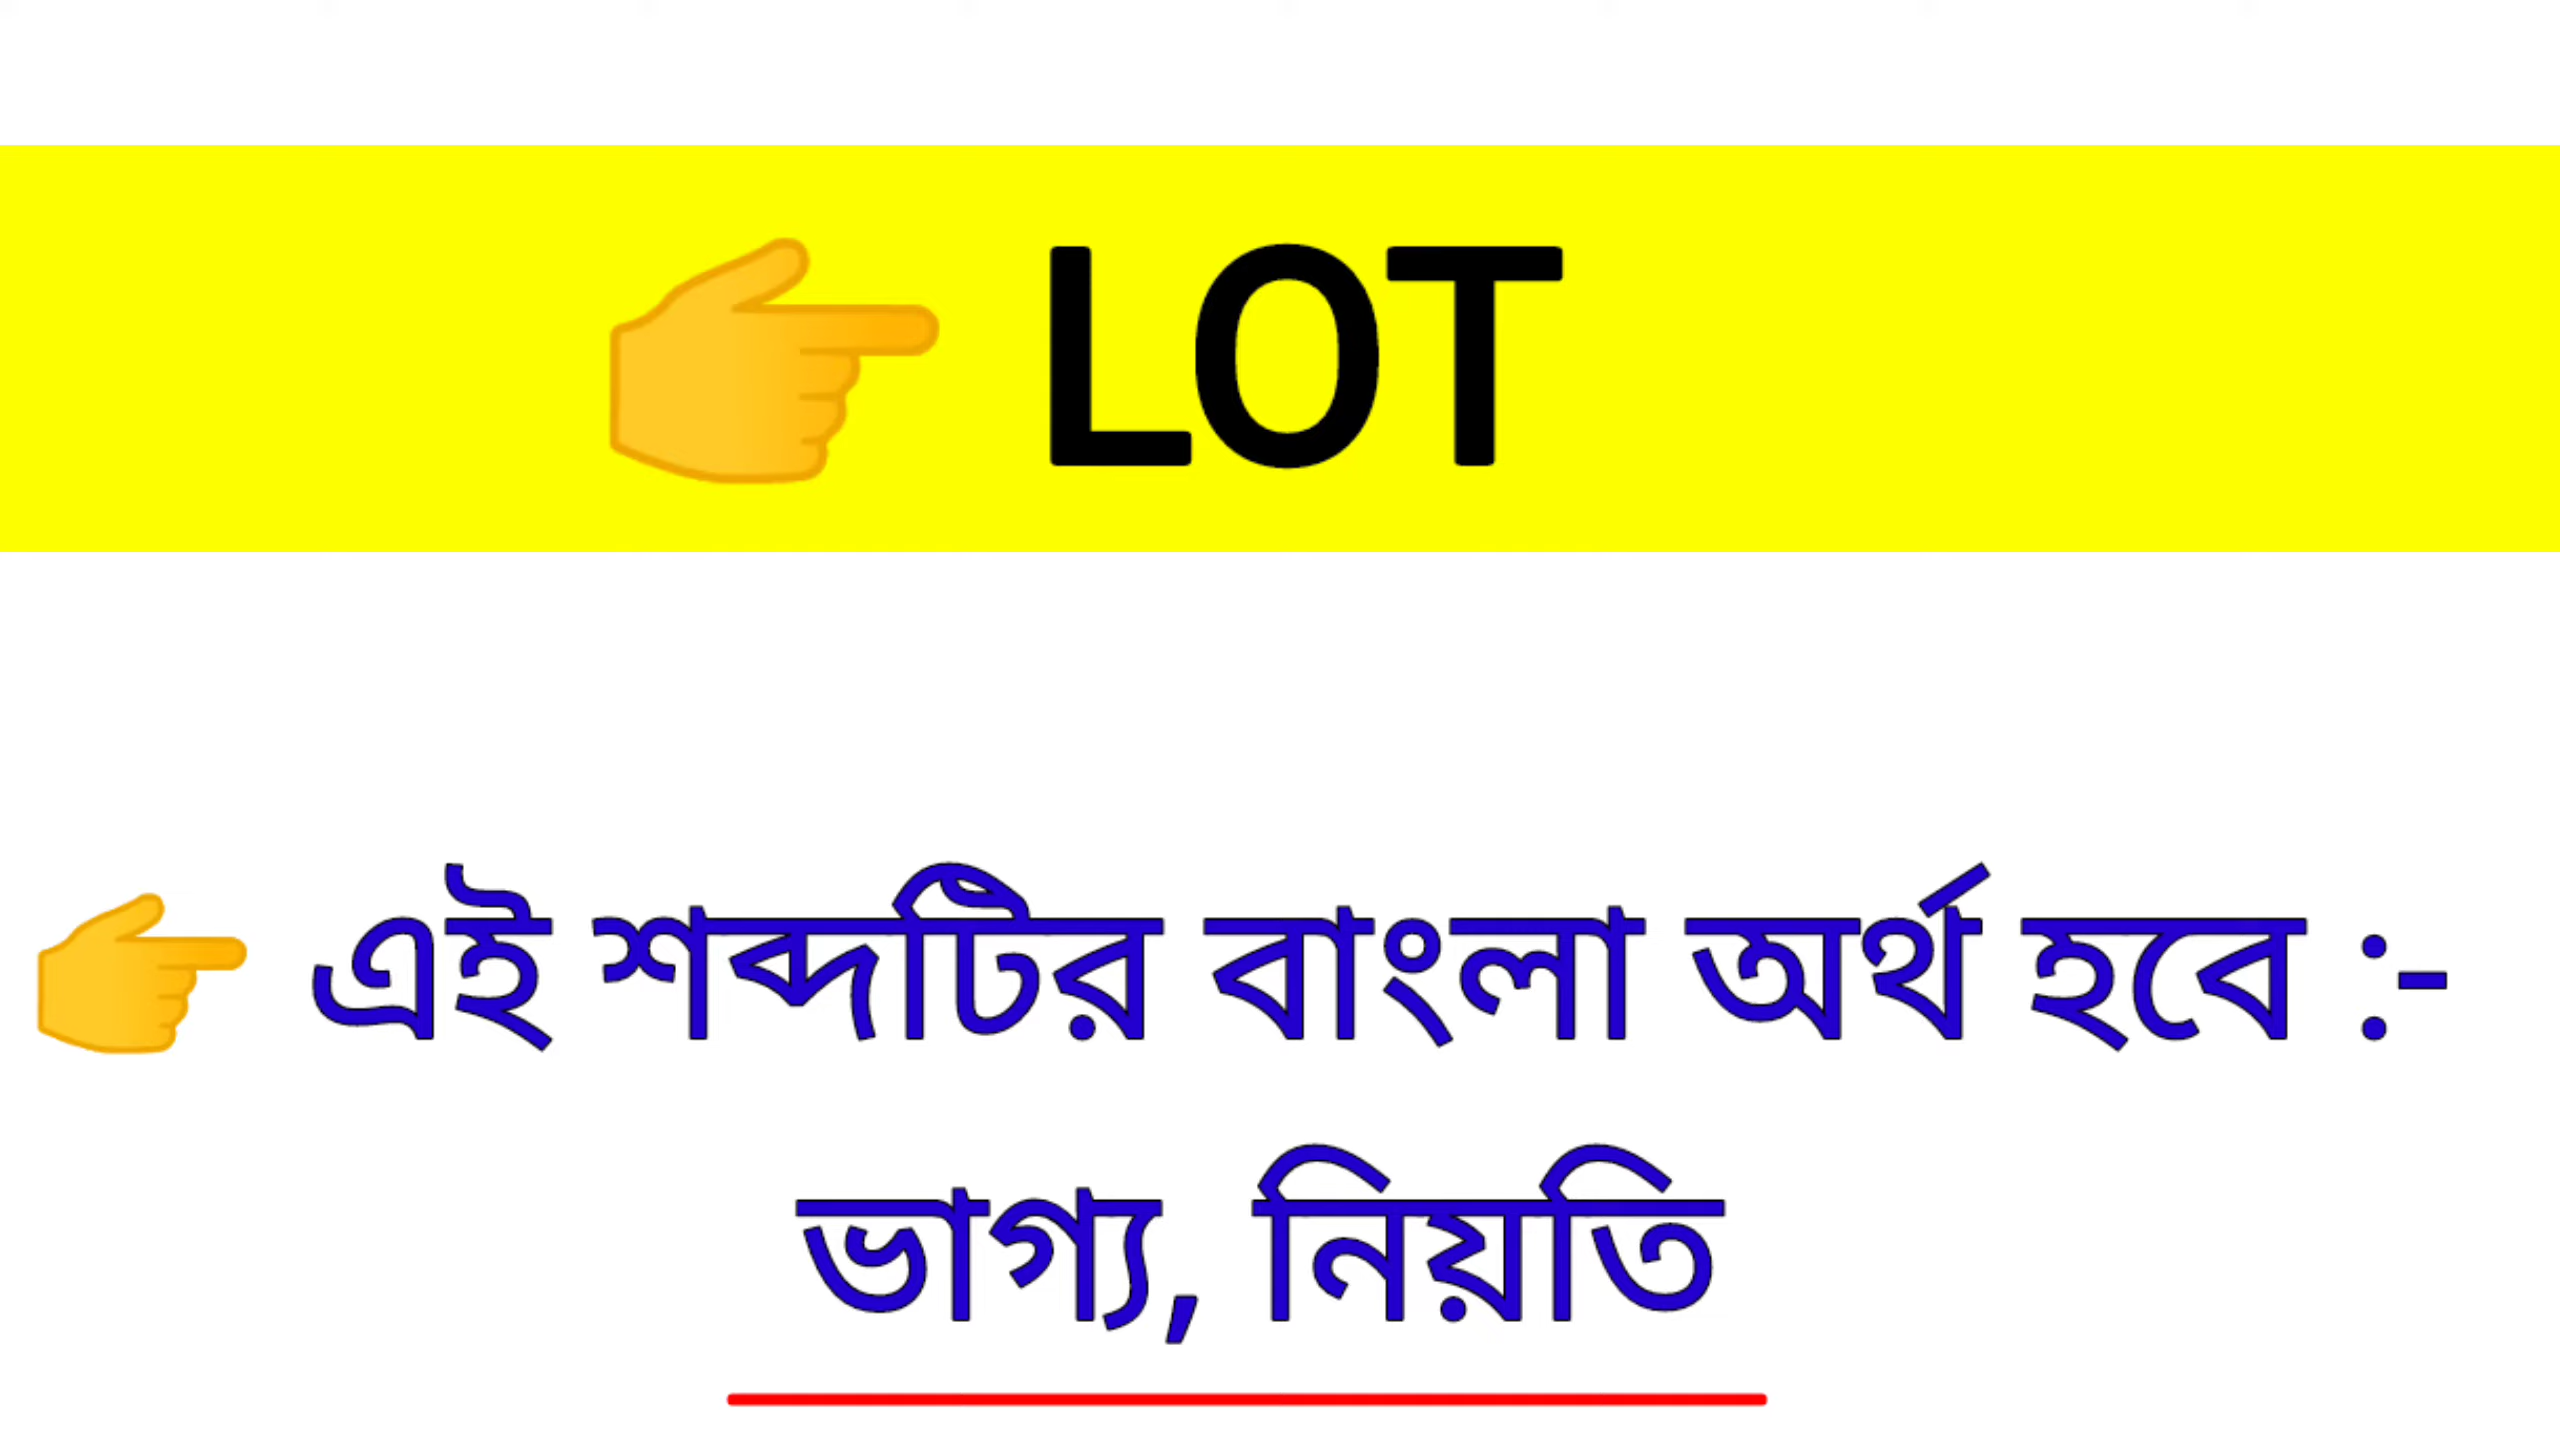 👉 LOT
👉 এই শব্দটির বাংলা অর্থ হবে :-
ভাগ্য, নিয়তি